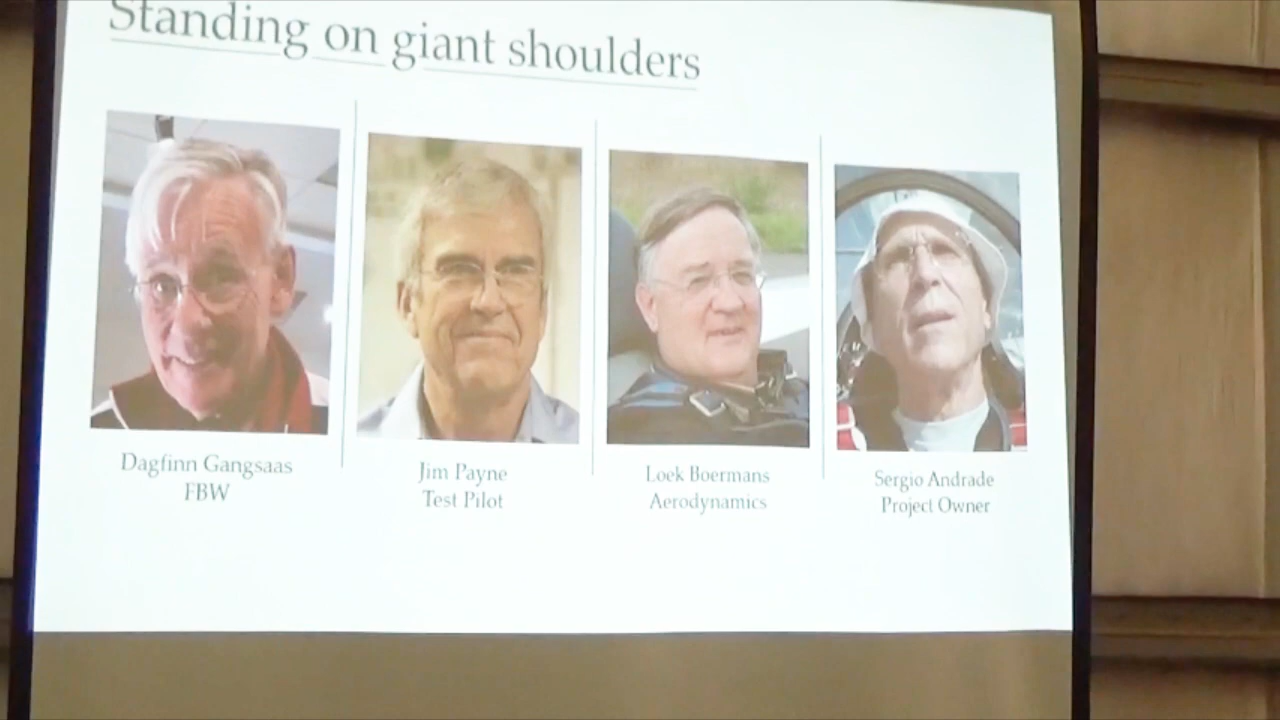 Standing on giant shoulders
Dagfinn Gangsaas
FBW
Jim Payne
Test Pilot
Loek Boermans
Aerodynamics
Sergio Andrade
Project Owner